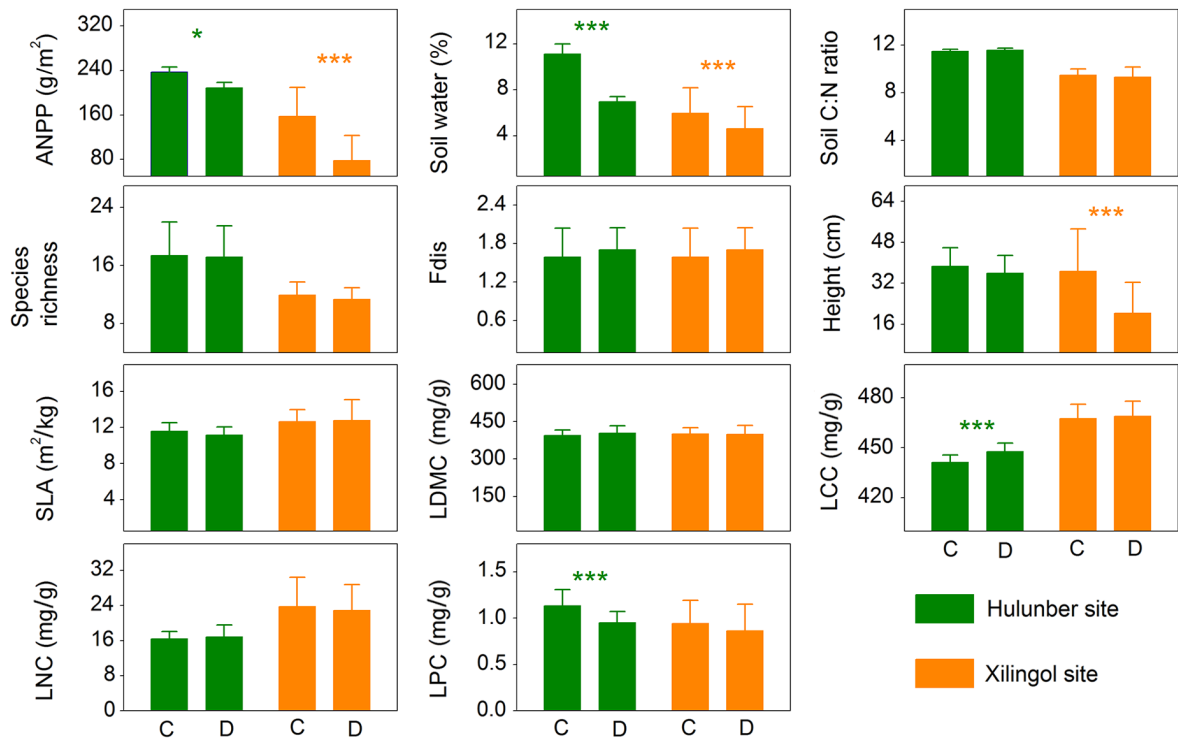 ANPP (g/m²)
320
240
160
80
*
***
Soil water (%)
12
8
4
***
***
Soil C:N ratio
12
8
4
Species
richness
24
16
8
Fdis
2.4
1.8
1.2
0.6
Height (cm)
64
48
32
16
***
SLA (m²/kg)
16
12
8
4
LDMC (mg/g)
600
450
300
150
LCC (mg/g)
480
450
420
***
C D C D
LNC (mg/g)
32
24
16
8
0
C D C D
LPC (mg/g)
1.5
1.0
0.5
0.0
***
C D C D
Hulunber site
Xilingol site